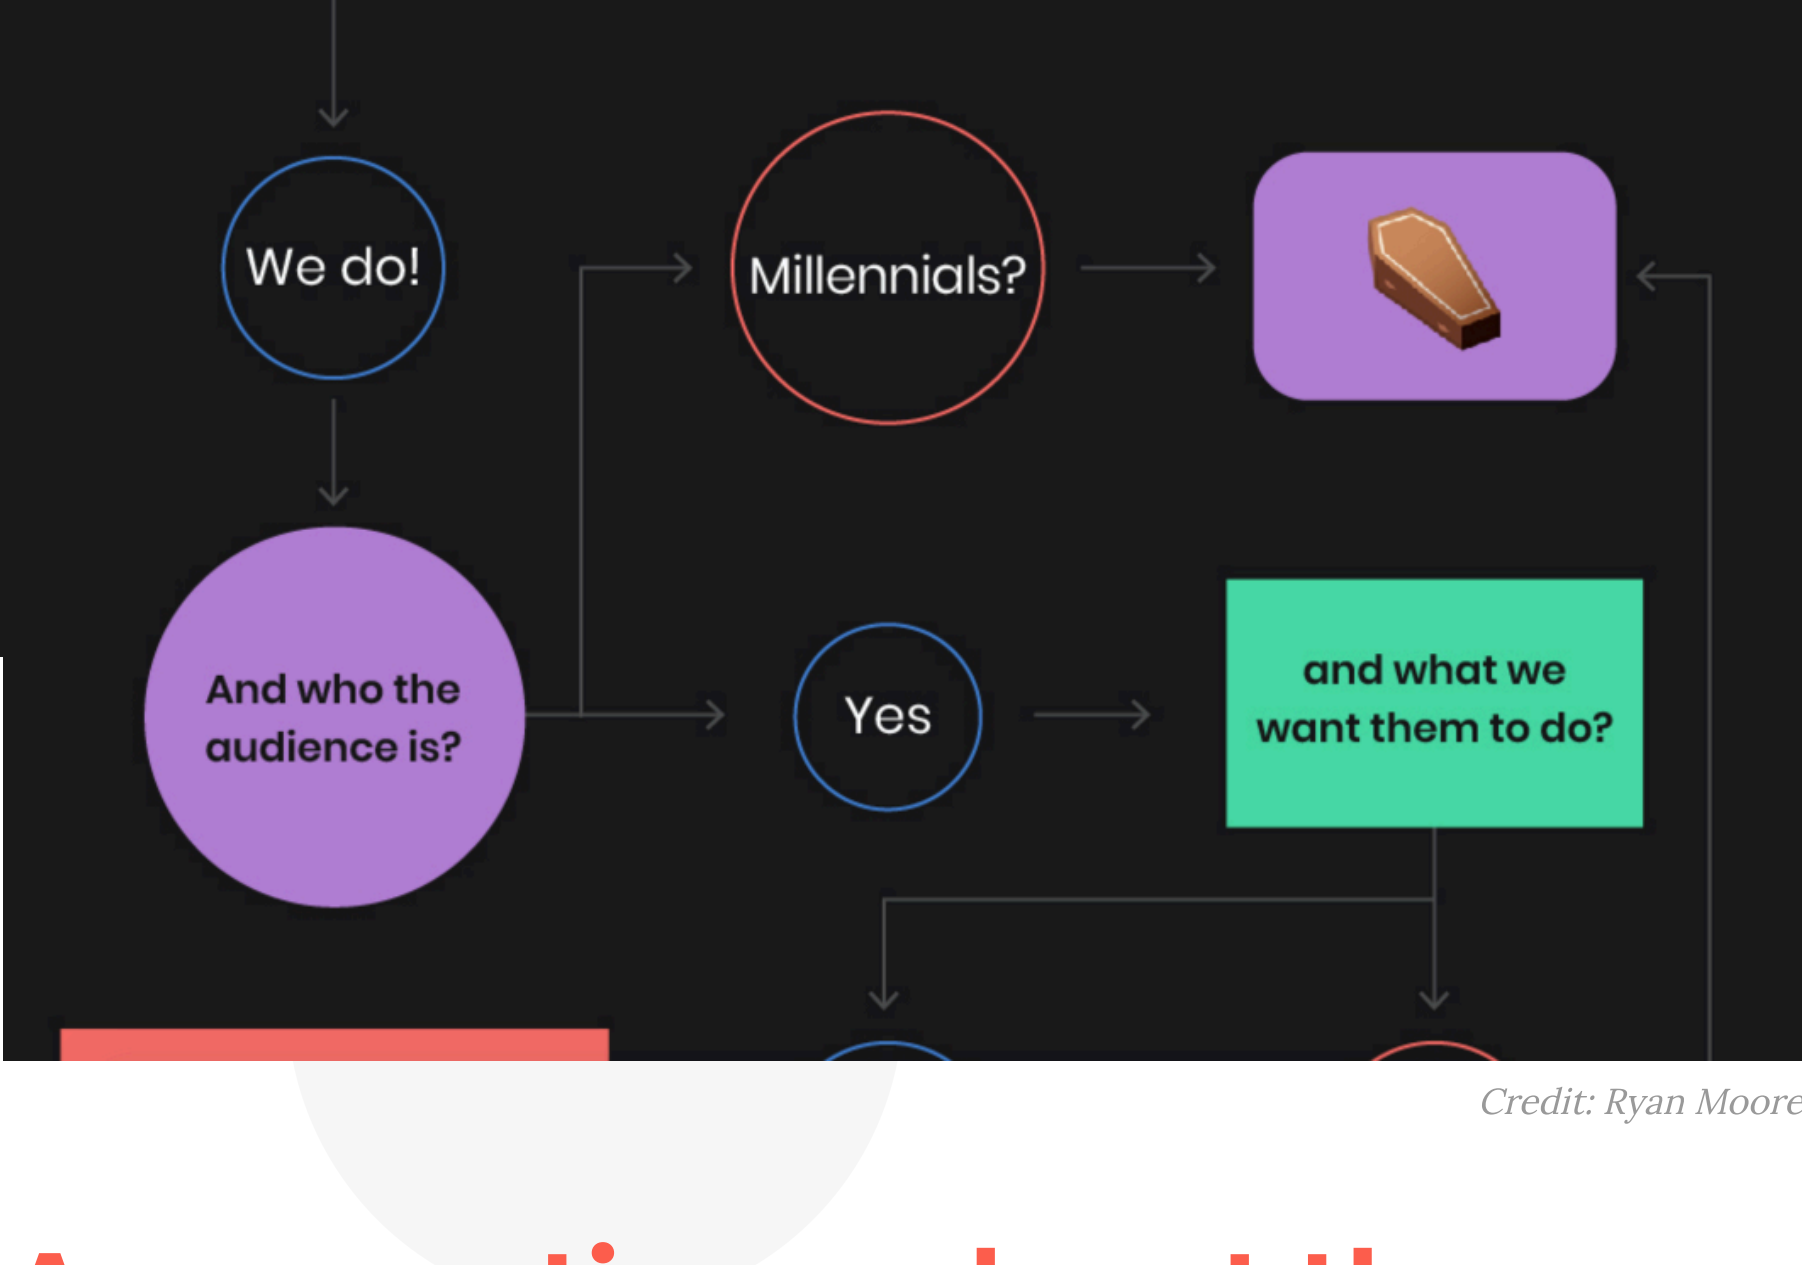 We do!
Millennials?
And who the
audience is?
Yes
and what we
want them to do?
Credit: Ryan Moore